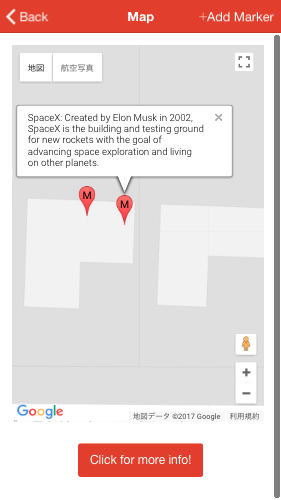 Back
Map
+Add Marker
地図
航空写真
SpaceX: Created by Elon Musk in 2002,
SpaceX is the building and testing ground
for new rockets with the goal of
advancing space exploration and living
on other planets.
M
M
Google
地図データ ©2017 Google
利用規約
Click for more info!